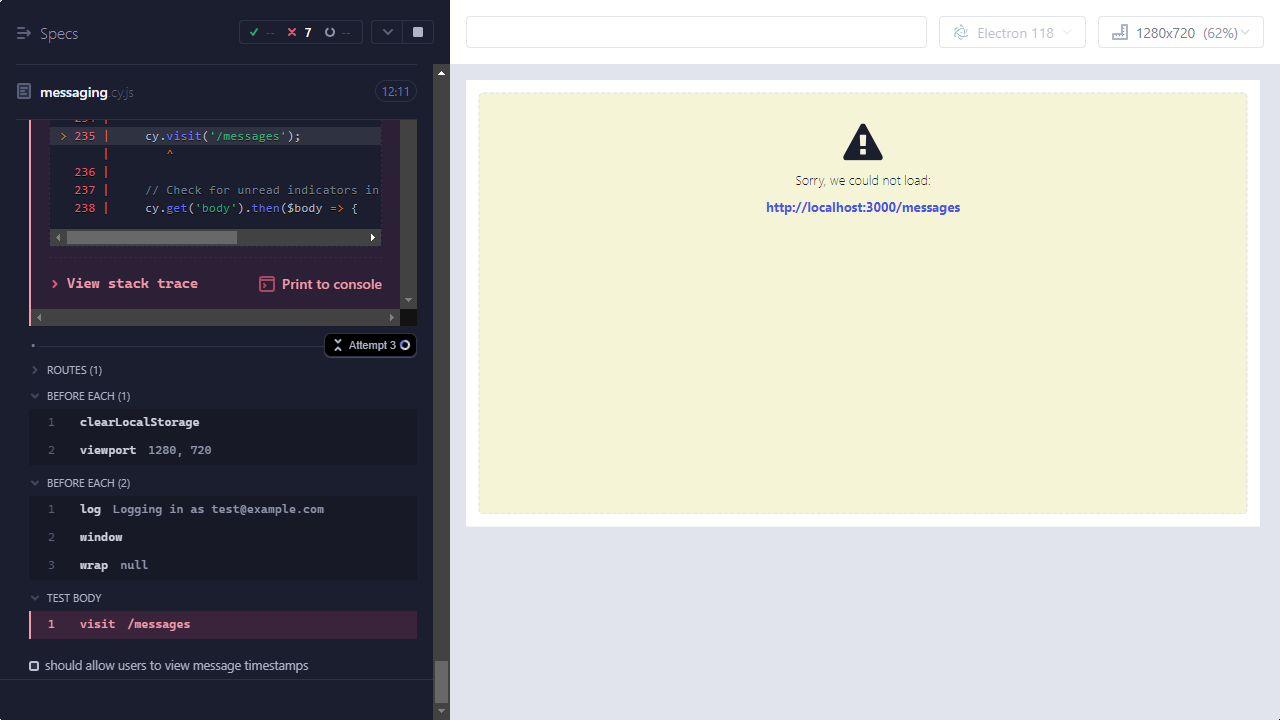 Specs
-- 7 --
messaging.cy.js 12:11
> 235 | cy.visit('/messages');
| ^
236 |
237 | // Check for unread indicators in
238 | cy.get('body').then($body => {
View stack trace
Print to console
Attempt 3
ROUTES (1)
BEFORE EACH (1)
1 clearLocalStorage
2 viewport 1280, 720
BEFORE EACH (2)
1 log Logging in as test@example.com
2 window
3 wrap null
TEST BODY
1 visit /messages
should allow users to view message timestamps
Electron 118
1280x720 (62%)
Sorry, we could not load:
http://localhost:3000/messages